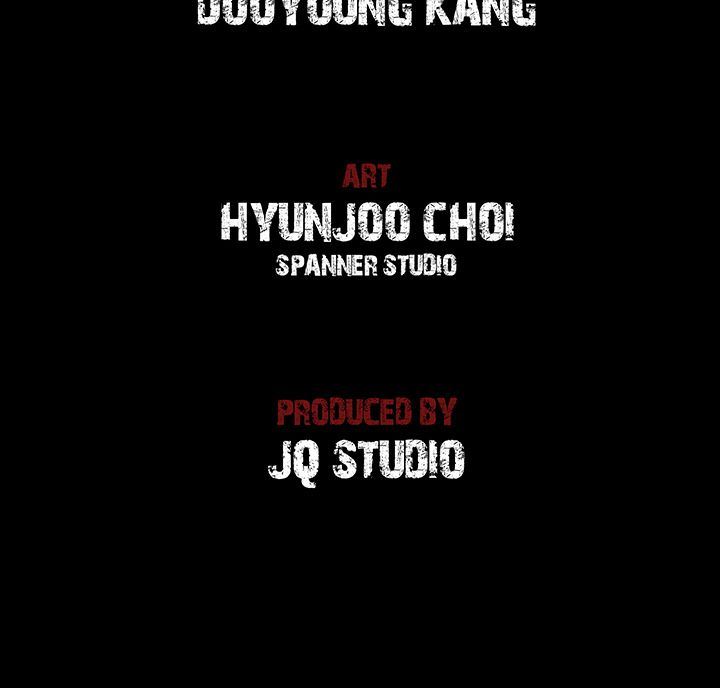 DOOYOUNG KANG
ART
HYUNJOO CHOI
SPANNER STUDIO
PRODUCED BY
JQ STUDIO